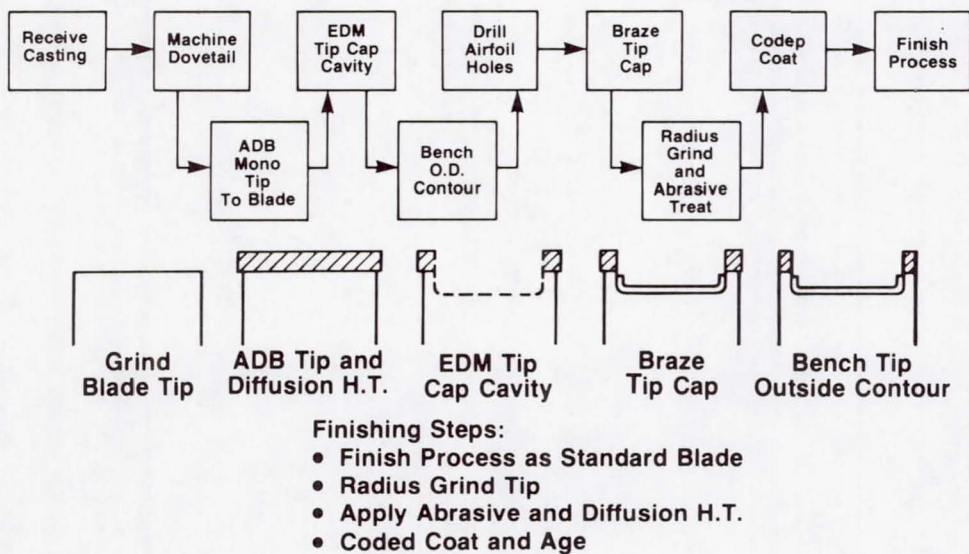 Receive
Casting
Machine
Dovetail
ADB
Mono
Tip
To Blade
EDM
Tip Cap
Cavity
Bench
O.D.
Contour
Drill
Airfoil
Holes
Braze
Tip
Cap
Radius
Grind
and
Abrasive
Treat
Codep
Coat
Finish
Process
Grind
Blade Tip
ADB Tip and
Diffusion H.T.
EDM Tip
Cap Cavity
Braze
Tip Cap
Bench Tip
Outside Contour
Finishing Steps:
• Finish Process as Standard Blade
• Radius Grind Tip
• Apply Abrasive and Diffusion H.T.
• Coded Coat and Age